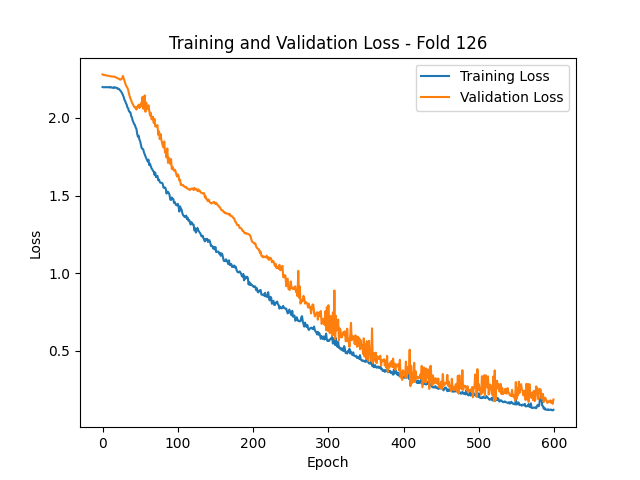 Training and Validation Loss - Fold 126
Training Loss
Validation Loss
2.0
1.5
1.0
0.5
Loss
0 100 200 300 400 500 600
Epoch